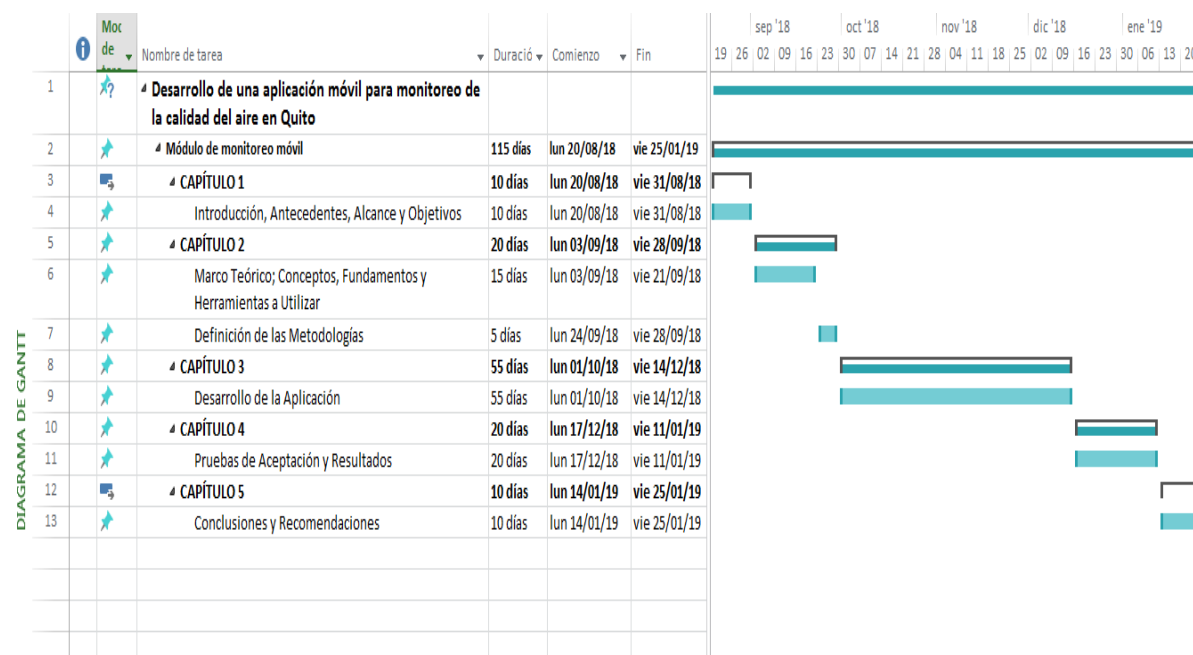 DIAGRAMA DE GANTT
Moc de Nombre de tarea Duració Comienzo Fin
sep '18 oct '18 nov '18 dic '18 ene '19
19 26 02 09 16 23 30 07 14 21 28 04 11 18 25 02 09 16 23 30 06 13 20
1 Desarrollo de una aplicación móvil para monitoreo de
la calidad del aire en Quito
2 Módulo de monitoreo móvil 115 días lun 20/08/18 vie 25/01/19
3 CAPÍTULO 1 10 días lun 20/08/18 vie 31/08/18
4 Introducción, Antecedentes, Alcance y Objetivos 10 días lun 20/08/18 vie 31/08/18
5 CAPÍTULO 2 20 días lun 03/09/18 vie 28/09/18
6 Marco Teórico; Conceptos, Fundamentos y 15 días lun 03/09/18 vie 21/09/18
Herramientas a Utilizar
7 Definición de las Metodologías 5 días lun 24/09/18 vie 28/09/18
8 CAPÍTULO 3 55 días lun 01/10/18 vie 14/12/18
9 Desarrollo de la Aplicación 55 días lun 01/10/18 vie 14/12/18
10 CAPÍTULO 4 20 días lun 17/12/18 vie 11/01/19
11 Pruebas de Aceptación y Resultados 20 días lun 17/12/18 vie 11/01/19
12 CAPÍTULO 5 10 días lun 14/01/19 vie 25/01/19
13 Conclusiones y Recomendaciones 10 días lun 14/01/19 vie 25/01/19